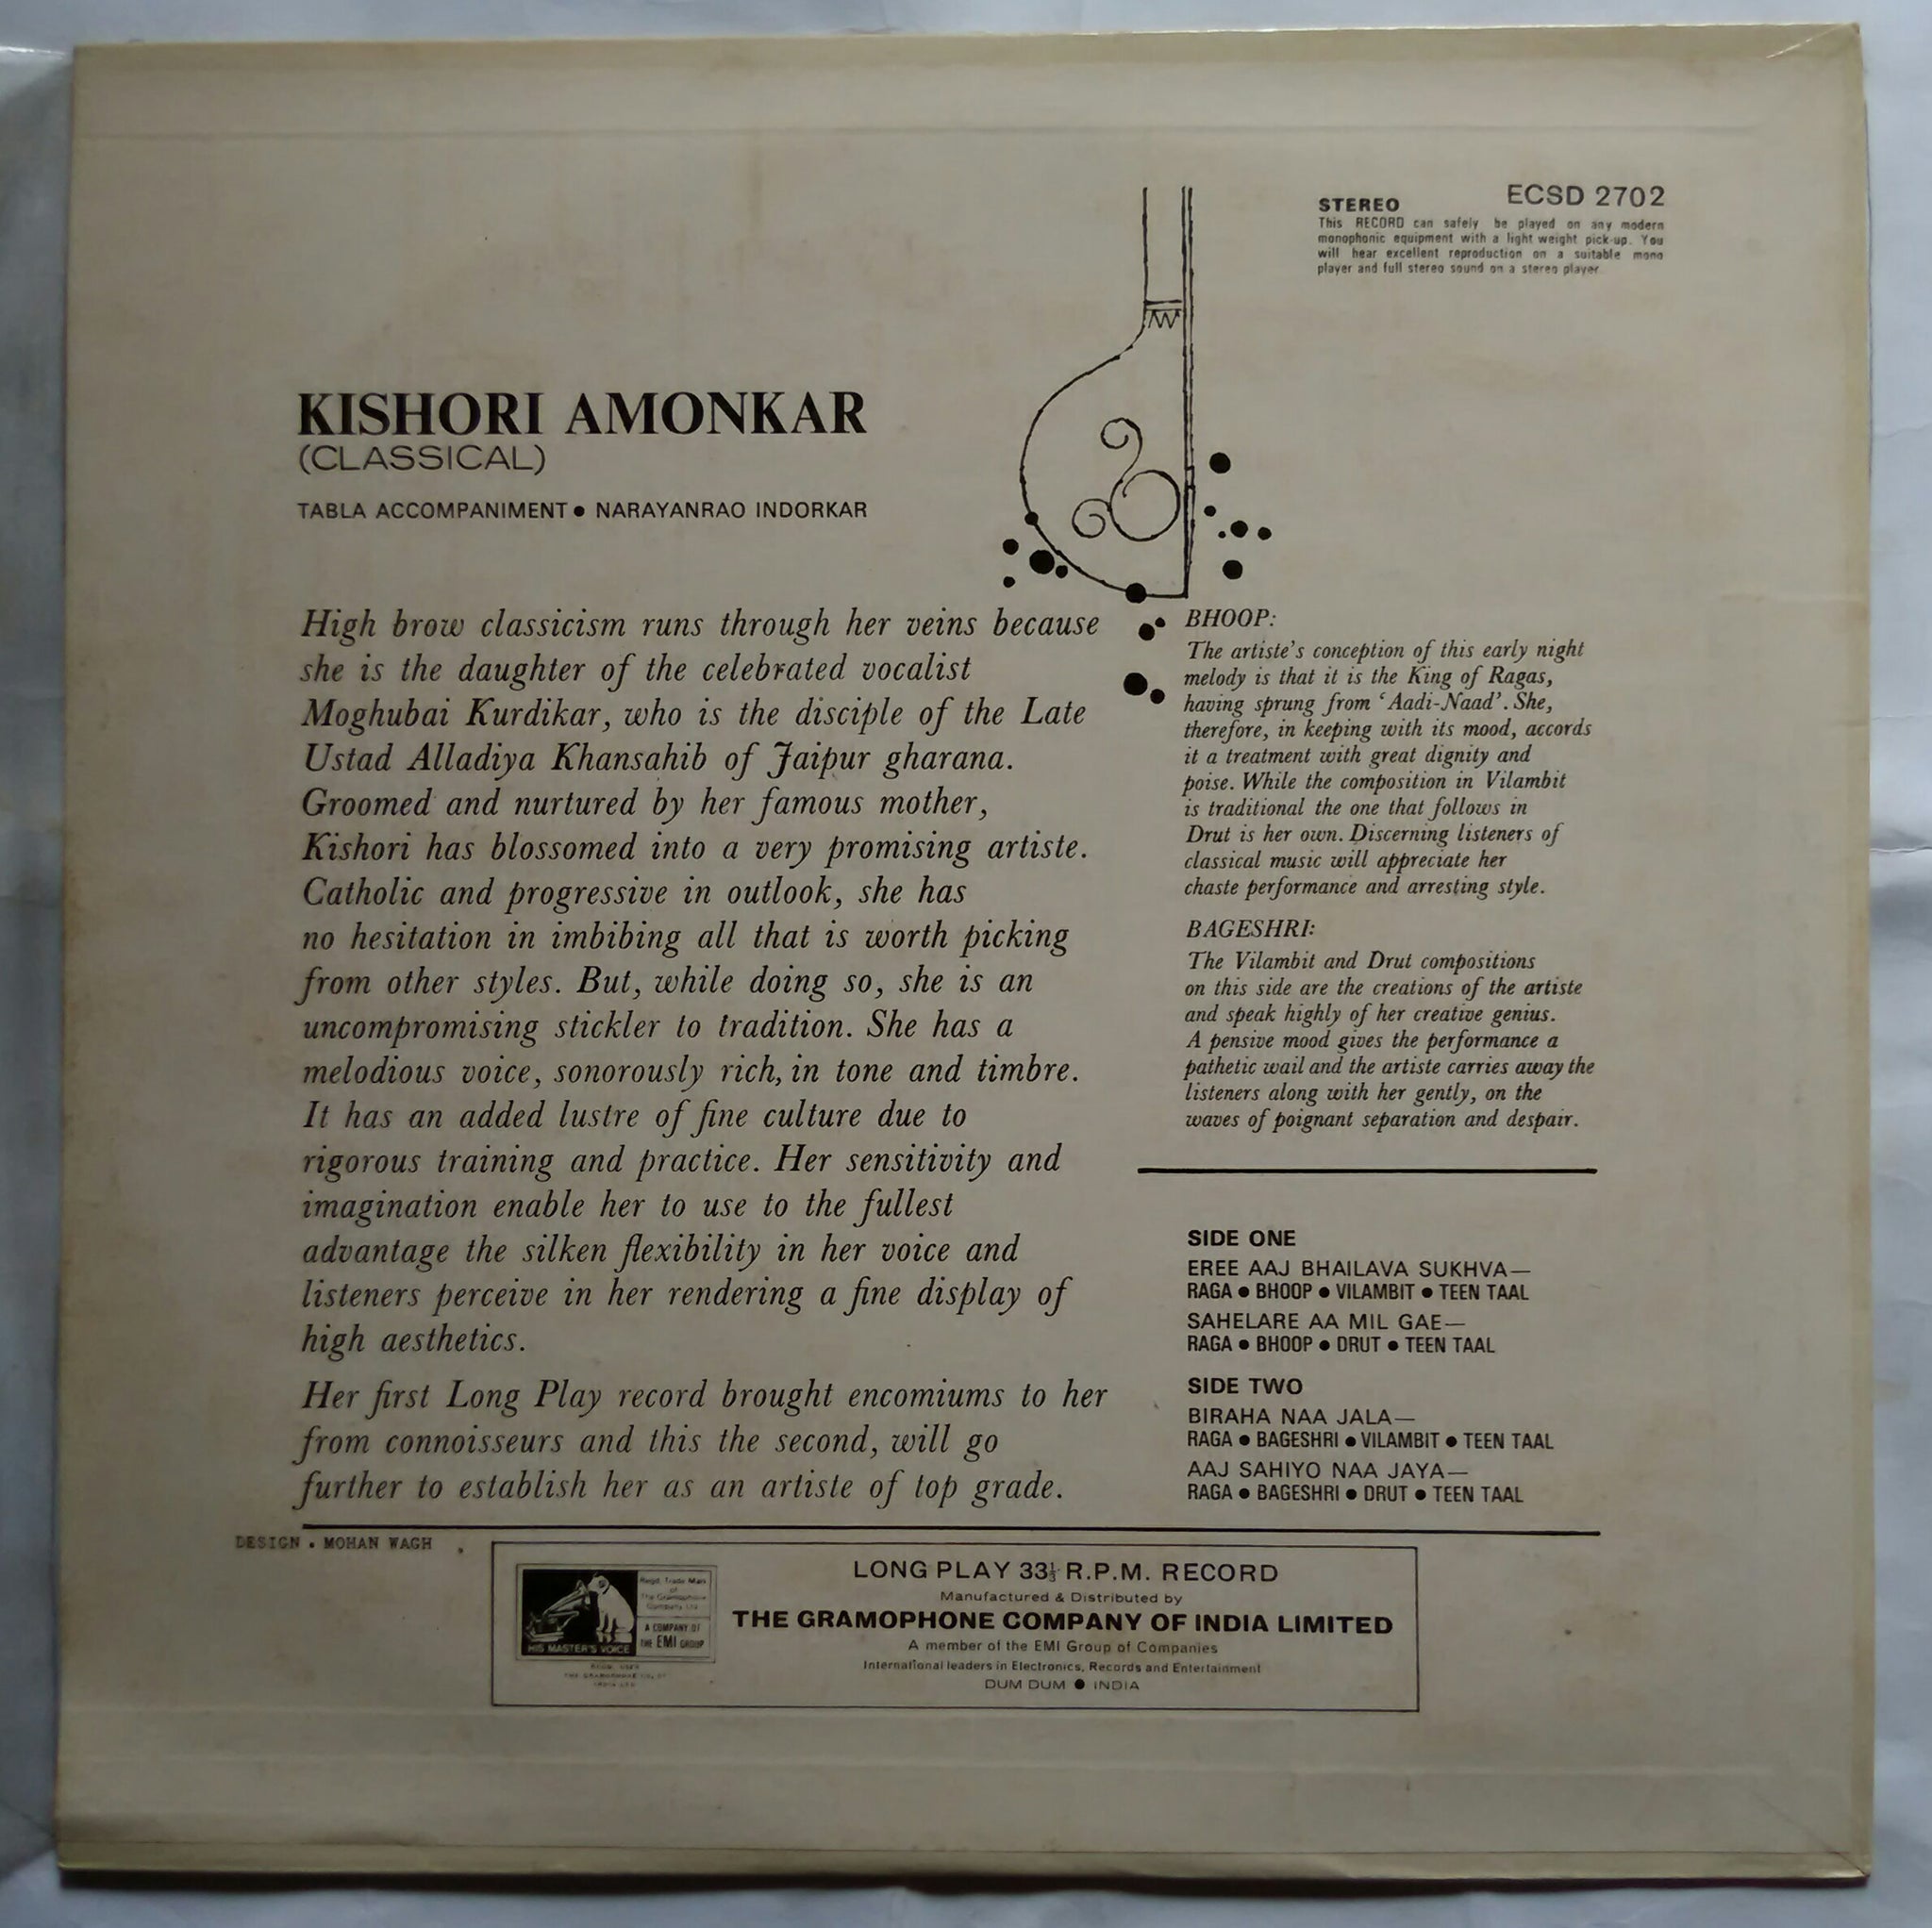 STEREO ECSD 2702
This RECORD can safely be played on any modern
monophonic equipment with a light weight pick-up. You
will hear excellent reproduction on a suitable mono
player and full stereo sound on a stereo player
KISHORI AMONKAR
(CLASSICAL)
TABLA ACCOMPANIMENT ● NARAYANRAO INDORKAR
High brow classicism runs through her veins because
she is the daughter of the celebrated vocalist
Moghubai Kurdikar, who is the disciple of the Late
Ustad Alladiya Khansahib of Jaipur gharana.
Groomed and nurtured by her famous mother,
Kishori has blossomed into a very promising artiste.
Catholic and progressive in outlook, she has
no hesitation in imbibing all that is worth picking
from other styles. But, while doing so, she is an
uncompromising stickler to tradition. She has a
melodious voice, sonorously rich, in tone and timbre.
It has an added lustre of fine culture due to
rigorous training and practice. Her sensitivity and
imagination enable her to use to the fullest
advantage the silken flexibility in her voice and
listeners perceive in her rendering a fine display of
high aesthetics.
Her first Long Play record brought encomiums to her
from connoisseurs and this the second, will go
further to establish her as an artiste of top grade.
BHOOP:
The artiste's conception of this early night
melody is that it is the King of Ragas,
having sprung from 'Aadi-Naad'. She,
therefore, in keeping with its mood, accords
it a treatment with great dignity and
poise. While the composition in Vilambit
is traditional the one that follows in
Drut is her own. Discerning listeners of
classical music will appreciate her
chaste performance and arresting style.
BAGESHRI:
The Vilambit and Drut compositions
on this side are the creations of the artiste
and speak highly of her creative genius.
A pensive mood gives the performance a
pathetic wail and the artiste carries away the
listeners along with her gently, on the
waves of poignant separation and despair.
SIDE ONE
EREE AAJ BHAILAVA SUKHVA—
RAGA ● BHOOP ● VILAMBIT ● TEEN TAAL
SAHELARE AA MIL GAE—
RAGA ● BHOOP ● DRUT ● TEEN TAAL
SIDE TWO
BIRAHA NAA JALA—
RAGA ● BAGESHRI ● VILAMBIT ● TEEN TAAL
AAJ SAHIYO NAA JAYA—
RAGA ● BAGESHRI ● DRUT ● TEEN TAAL
DESIGN • MOHAN WAGH
HIS MASTER'S VOICE
Regd. Trade Mark
of
The Gramophone
Company Ltd.
A COMPANY OF
THE EMI GROUP
LONG PLAY 33⅓ R.P.M. RECORD
Manufactured & Distributed by
THE GRAMOPHONE COMPANY OF INDIA LIMITED
A member of the EMI Group of Companies
International leaders in Electronics, Records and Entertainment
DUM DUM ● INDIA